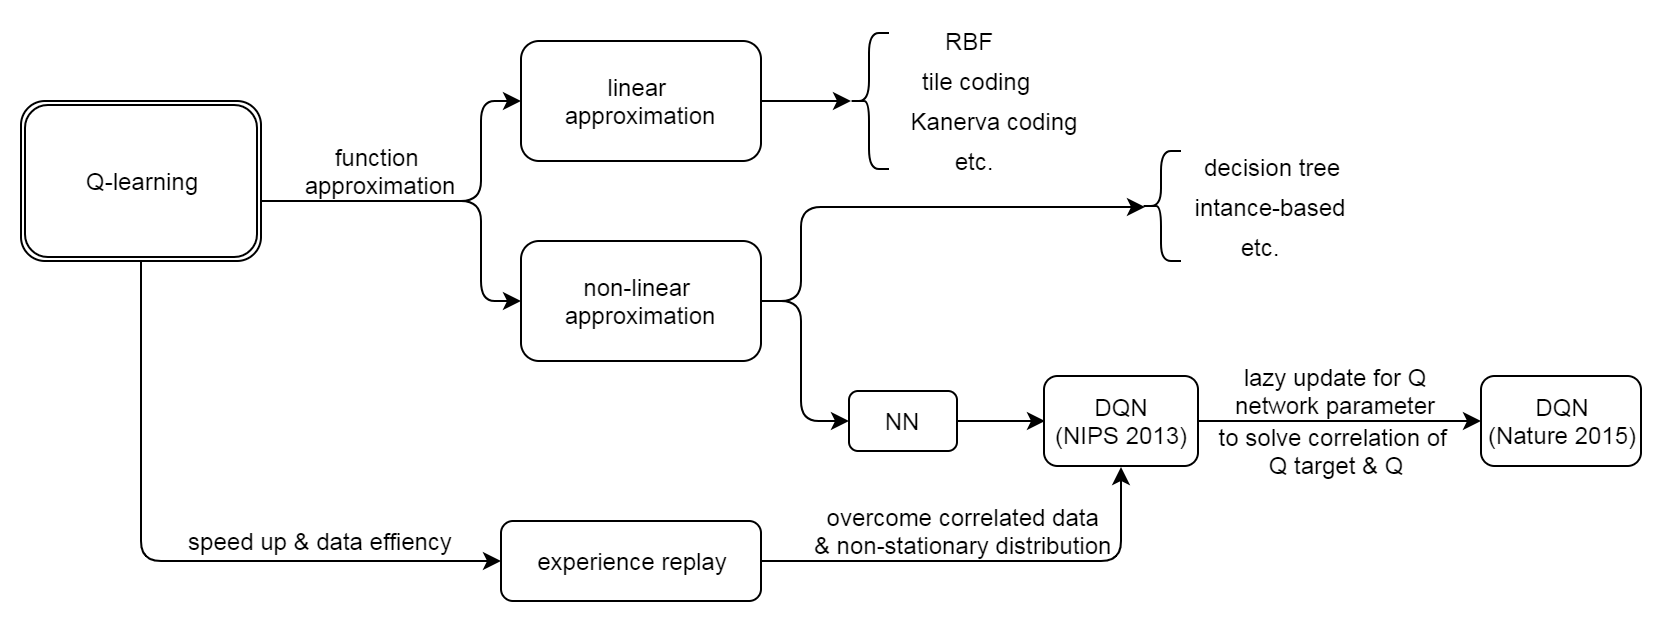 Q-learning
function
approximation
linear
approximation
RBF
tile coding
Kanerva coding
etc.
non-linear
approximation
decision tree
intance-based
etc.
NN
DQN
(NIPS 2013)
lazy update for Q
network parameter
to solve correlation of
Q target & Q
DQN
(Nature 2015)
speed up & data effiency
experience replay
overcome correlated data
& non-stationary distribution